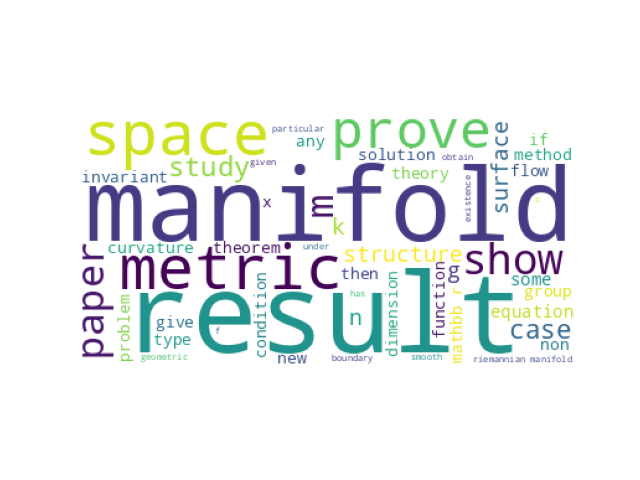 particular
space
prove
any
if
surface
solution
obtain
method
study
given
invariant
theory
flow
manifold
existence
x
m
k
c
paper
curvature
theorem
under
structure
show
metric
then
g
some
problem
condition
result
has
dimension
function
mathbb r
group
equation
give
f
n
case
type
non
geometric
new
boundary
smooth
riemannian manifold